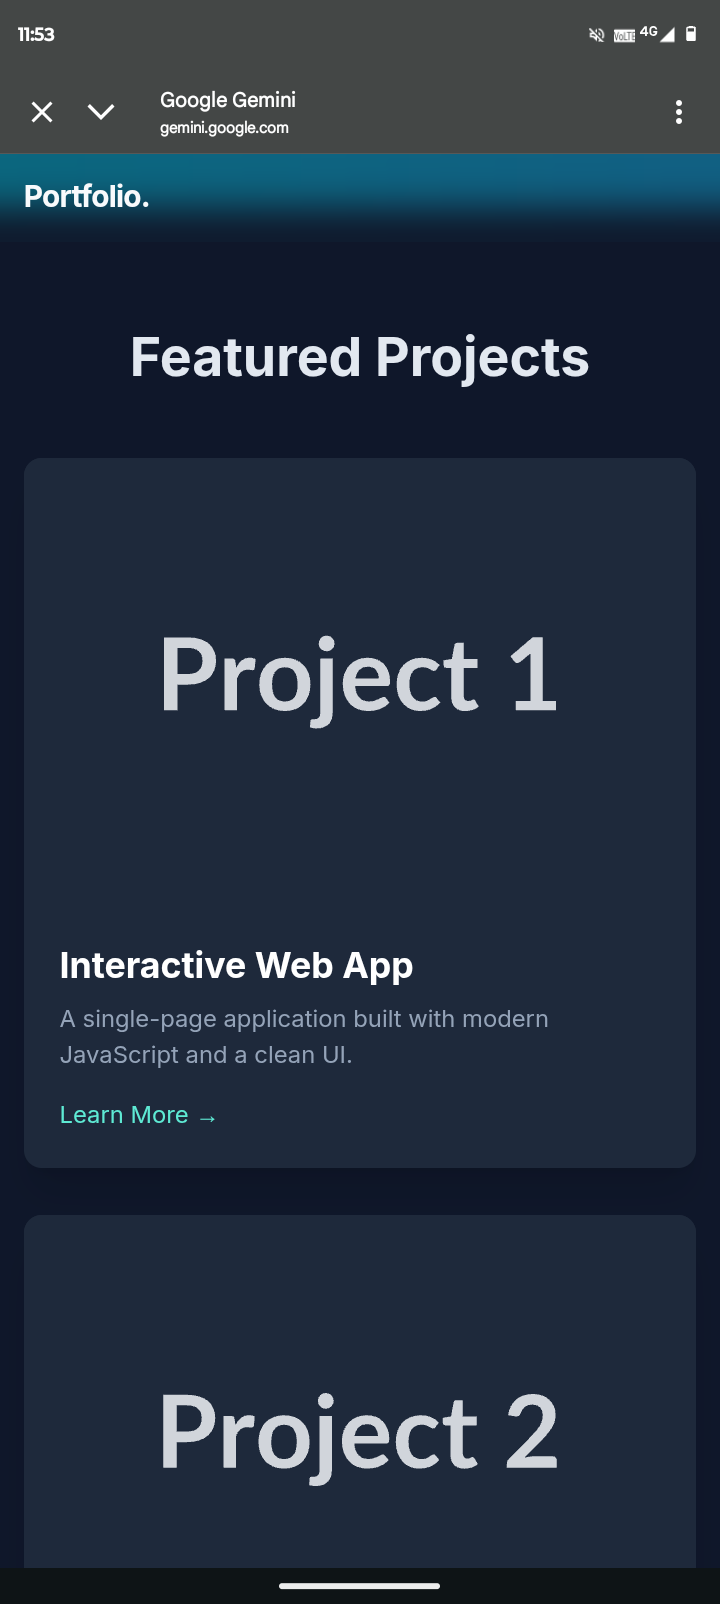 11:53
VoLTE 4G
Google Gemini
gemini.google.com
Portfolio.
Featured Projects
Project 1
Interactive Web App
A single-page application built with modern
JavaScript and a clean UI.
Learn More →
Project 2